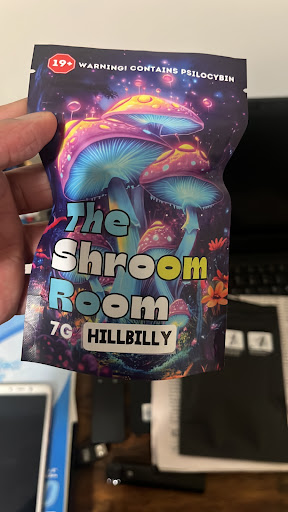 19+ WARNING! CONTAINS PSILOCYBIN
The
Shroom
Room
7G HILLBILLY